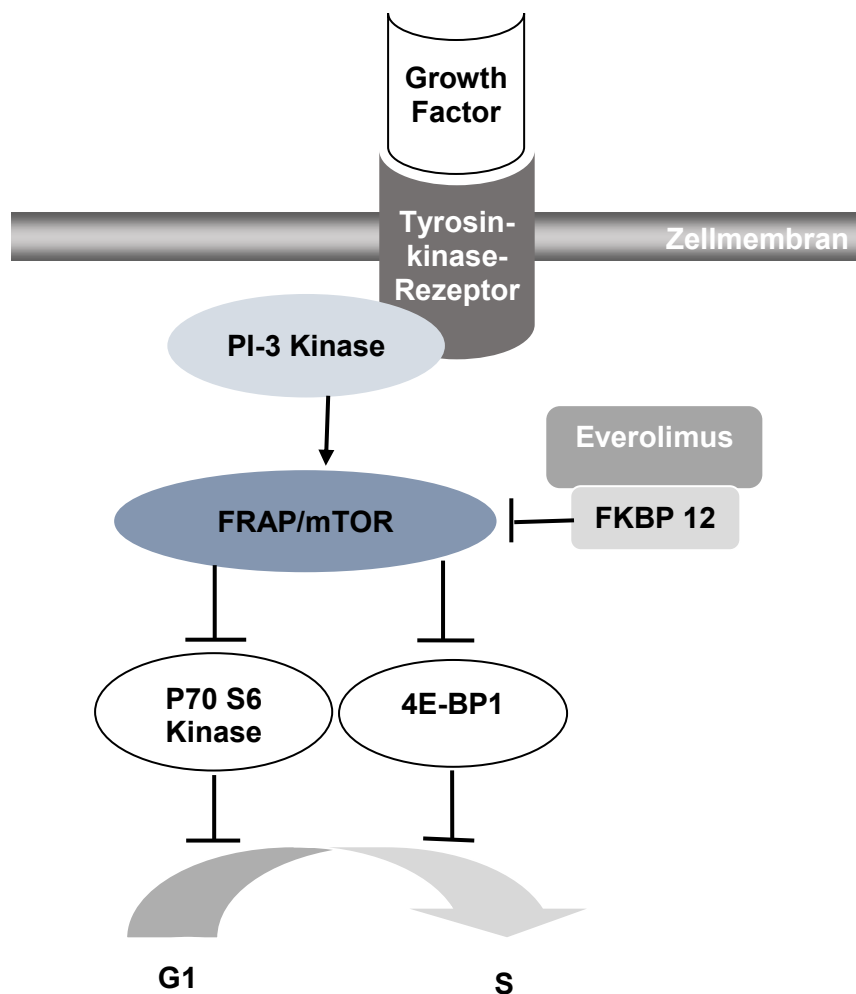 Growth
Factor
Tyrosin-
kinase-
Rezeptor
Zellmembran
PI-3 Kinase
Everolimus
FRAP/mTOR
FKBP 12
P70 S6
Kinase
4E-BP1
G1
S